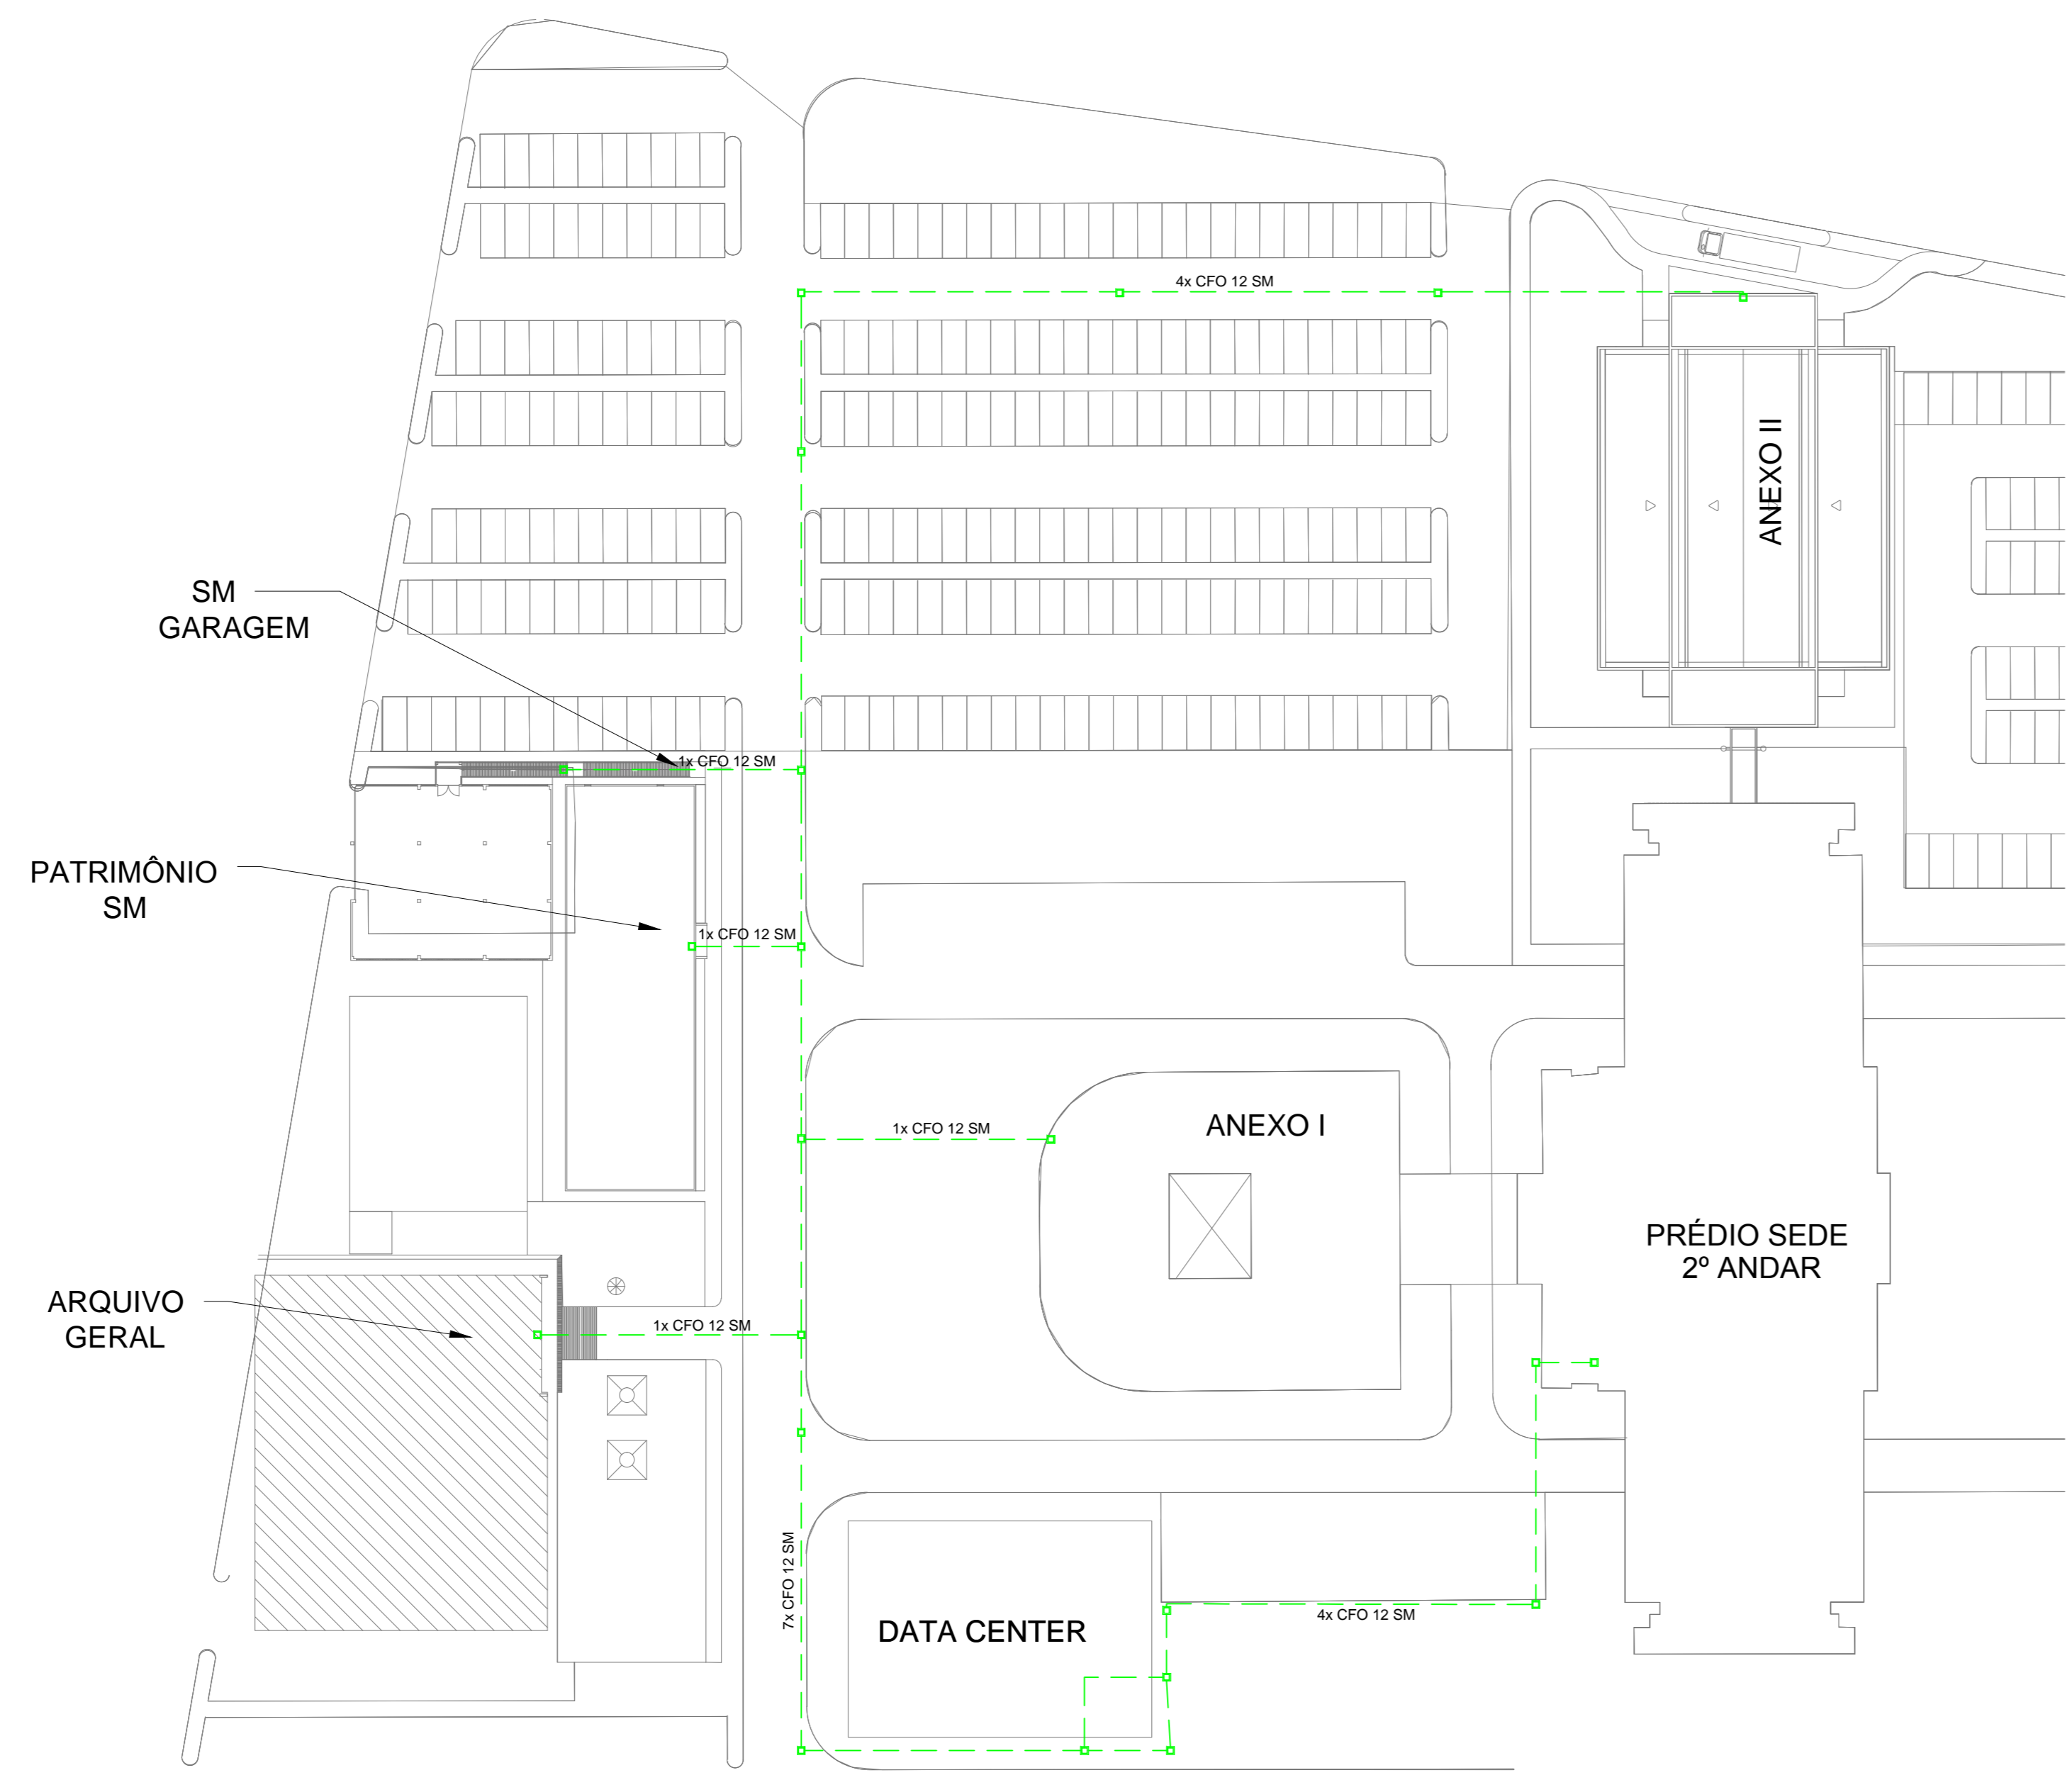 4x CFO 12 SM
ANEXO II
SM
GARAGEM
1x CFO 12 SM
PATRIMÔNIO
SM
1x CFO 12 SM
ANEXO I
1x CFO 12 SM
PRÉDIO SEDE
2º ANDAR
ARQUIVO
GERAL
1x CFO 12 SM
7x CFO 12 SM
DATA CENTER
4x CFO 12 SM